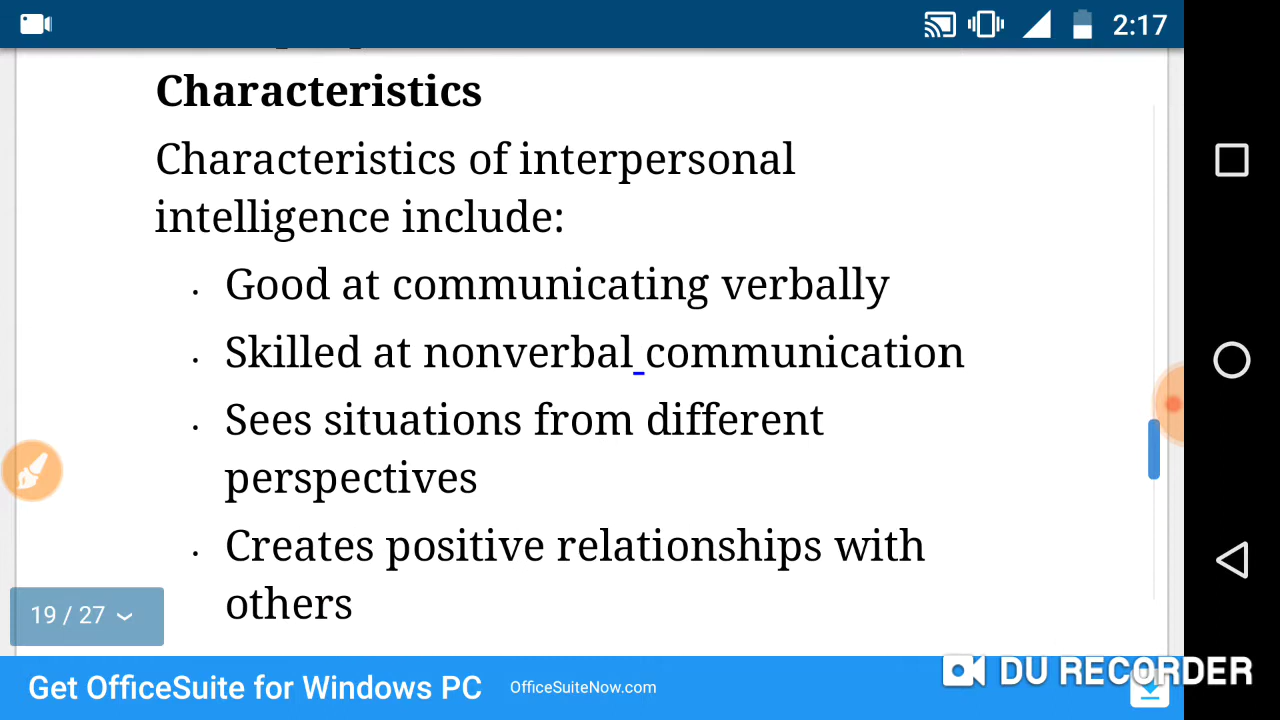 2:17
Characteristics
Characteristics of interpersonal
intelligence include:
· Good at communicating verbally
· Skilled at nonverbal communication
· Sees situations from different
perspectives
· Creates positive relationships with
others
19 / 27
Get OfficeSuite for Windows PC OfficeSuiteNow.com
DU RECORDER